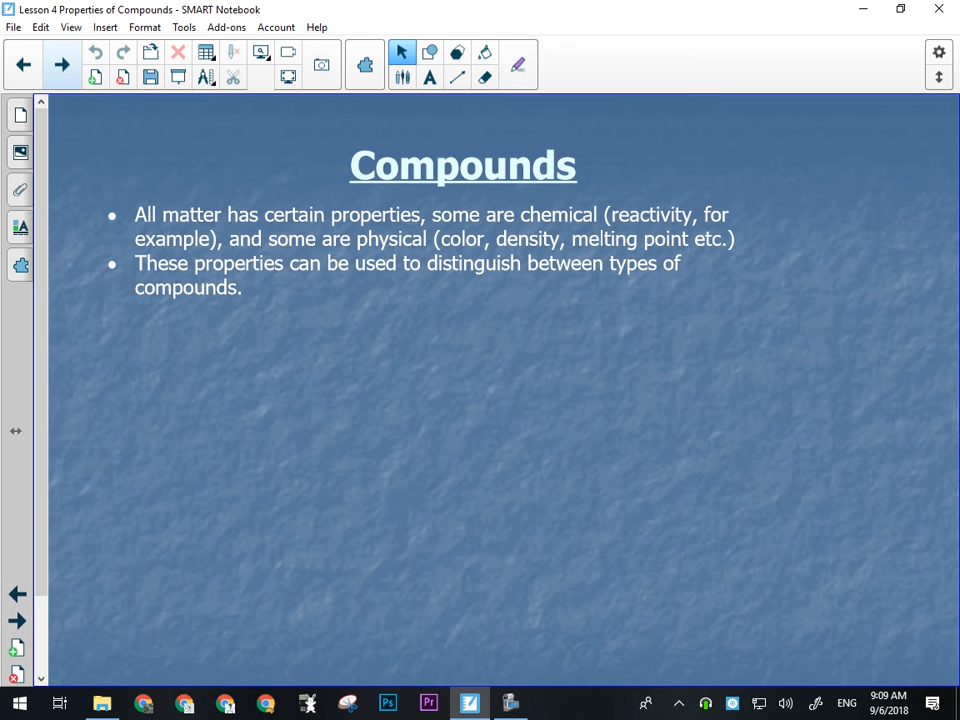 Lesson 4 Properties of Compounds - SMART Notebook
File Edit View Insert Format Tools Add-ons Account Help
Compounds
• All matter has certain properties, some are chemical (reactivity, for
example), and some are physical (color, density, melting point etc.)
• These properties can be used to distinguish between types of
compounds.
Ps Pr ENG
9:09 AM
9/6/2018